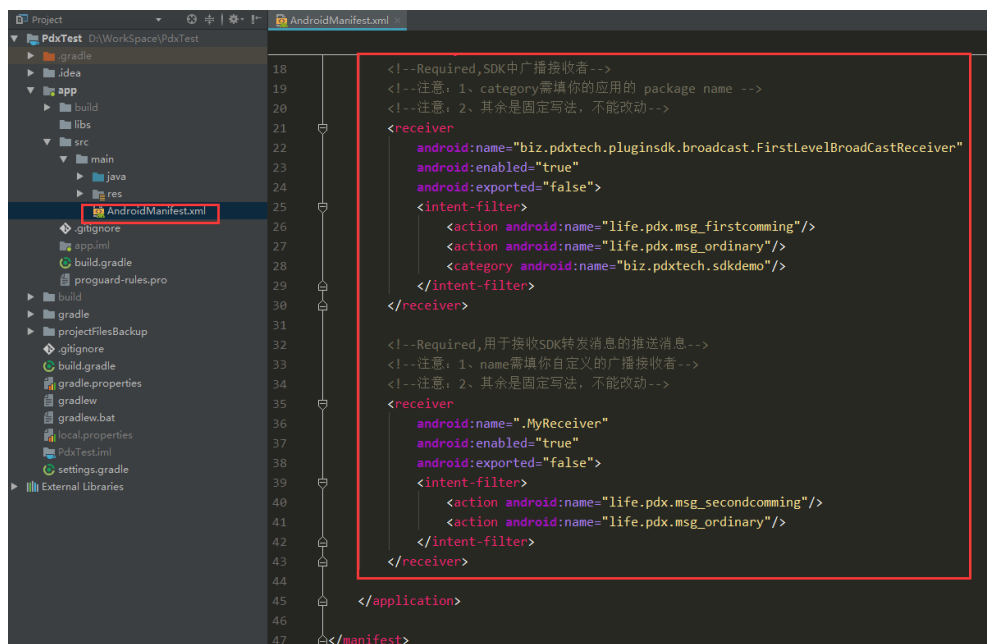 Project
AndroidManifest.xml
PdxTest D:\WorkSpace\PdxTest
.gradle
.idea
app
build
libs
src
main
java
res
AndroidManifest.xml
.gitignore
app.iml
build.gradle
proguard-rules.pro
build
gradle
projectFilesBackup
.gitignore
build.gradle
gradle.properties
gradlew
gradlew.bat
local.properties
PdxTest.iml
settings.gradle
External Libraries
18 <!--Required,SDK中广播接收者-->
19 <!--注意：1、category需填你的应用的 package name -->
20 <!--注意：2、其余是固定写法，不能改动-->
21 <receiver
22 android:name="biz.pdxtech.pluginsdk.broadcast.FirstLevelBroadCastReceiver"
23 android:enabled="true"
24 android:exported="false">
25 <intent-filter>
26 <action android:name="life.pdx.msg_firstcomming"/>
27 <action android:name="life.pdx.msg_ordinary"/>
28 <category android:name="biz.pdxtech.sdkdemo"/>
29 </intent-filter>
30 </receiver>
31
32 <!--Required,用于接收SDK转发消息的推送消息-->
33 <!--注意：1、name需填你自定义的广播接收者-->
34 <!--注意：2、其余是固定写法，不能改动-->
35 <receiver
36 android:name=".MyReceiver"
37 android:enabled="true"
38 android:exported="false">
39 <intent-filter>
40 <action android:name="life.pdx.msg_secondcomming"/>
41 <action android:name="life.pdx.msg_ordinary"/>
42 </intent-filter>
43 </receiver>
44
45 </application>
46
47 </manifest>